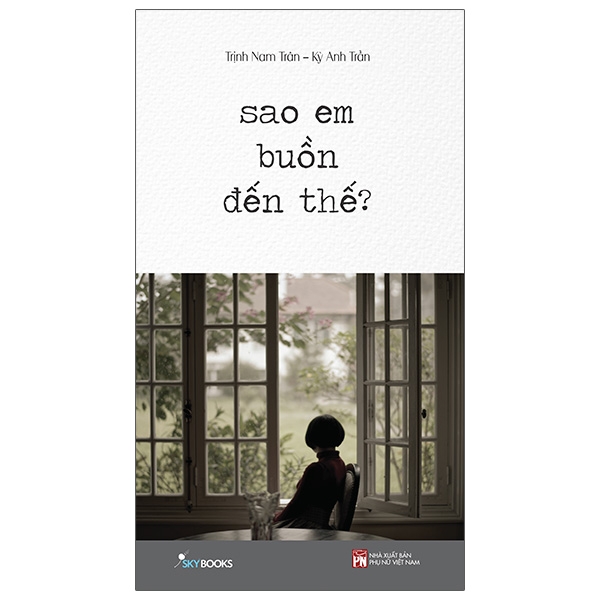 Trịnh Nam Trân – Kỳ Anh Trần
sao em
buồn
đến thế?
SKYBOOKS
PN
NHÀ XUẤT BẢN
PHỤ NỮ VIỆT NAM